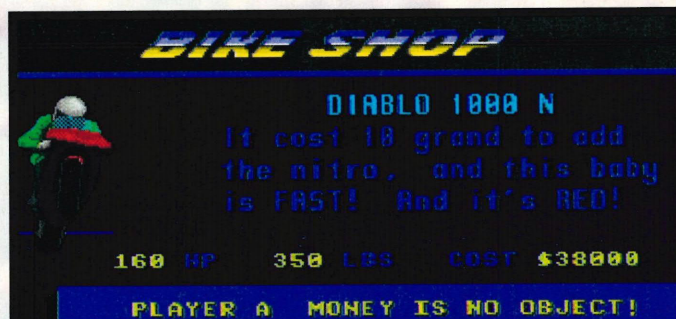 BIKE SHOP
DIABLO 1000 N
It cost 10 grand to add
the nitro, and this baby
is FAST! And it's RED!
160 HP 350 LBS COST $38000
PLAYER A MONEY IS NO OBJECT!